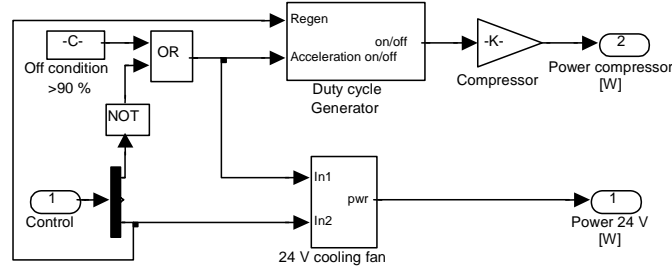 Regen
-C-
OR
on/off
-K-
2
Acceleration on/off
Off condition
>90 %
Duty cycle
Generator
Compressor
Power compressor
[W]
NOT
In1
1
pwr
1
Control
In2
Power 24 V
[W]
24 V cooling fan